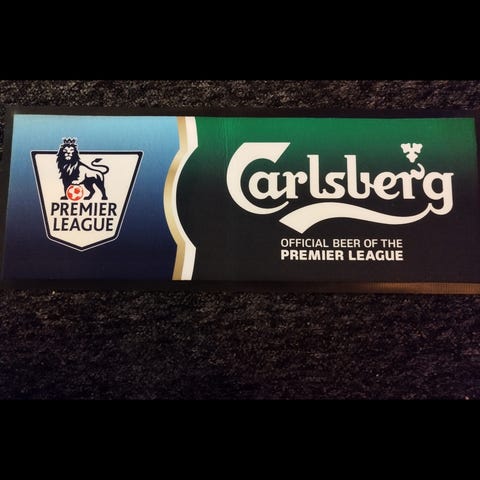 PREMIER
LEAGUE
Carlsberg
OFFICIAL BEER OF THE
PREMIER LEAGUE